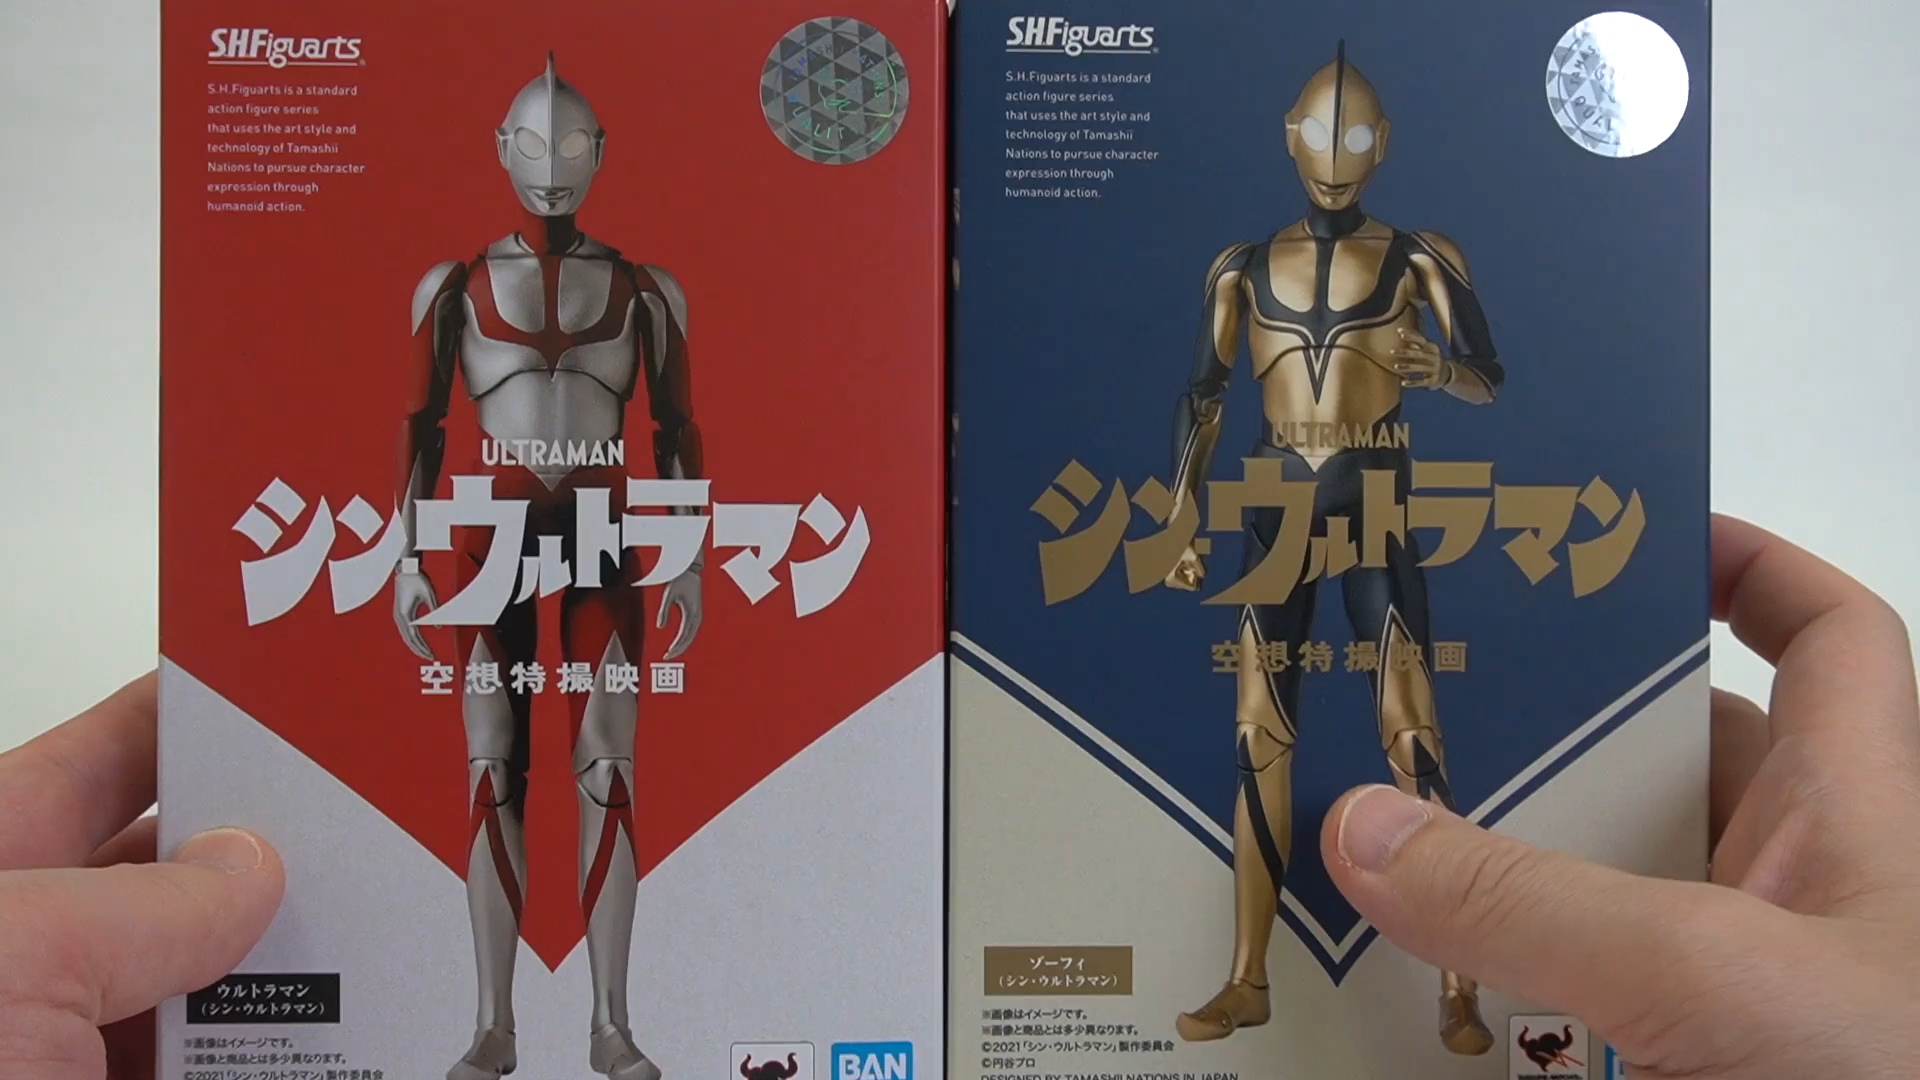 S.H.Figuarts
S.H.Figuarts is a standard
action figure series
that uses the art style and
technology of Tamashii
Nations to pursue character
expression through
humanoid action.
ULTRAMAN
シン・ウルトラマン
空想特撮映画
ウルトラマン
(シン・ウルトラマン)
※画像はイメージです。
※画像と商品とは多少異なります。
©2021「シン・ウルトラマン」製作委員会
BAN
S.H.Figuarts
S.H.Figuarts is a standard
action figure series
that uses the art style and
technology of Tamashii
Nations to pursue character
expression through
humanoid action.
ULTRAMAN
シン・ウルトラマン
空想特撮映画
ゾーフィ
(シン・ウルトラマン)
※画像はイメージです。
※画像と商品とは多少異なります。
©2021「シン・ウルトラマン」製作委員会
©円谷プロ
DESIGNED BY TAMASHII NATIONS IN JAPAN